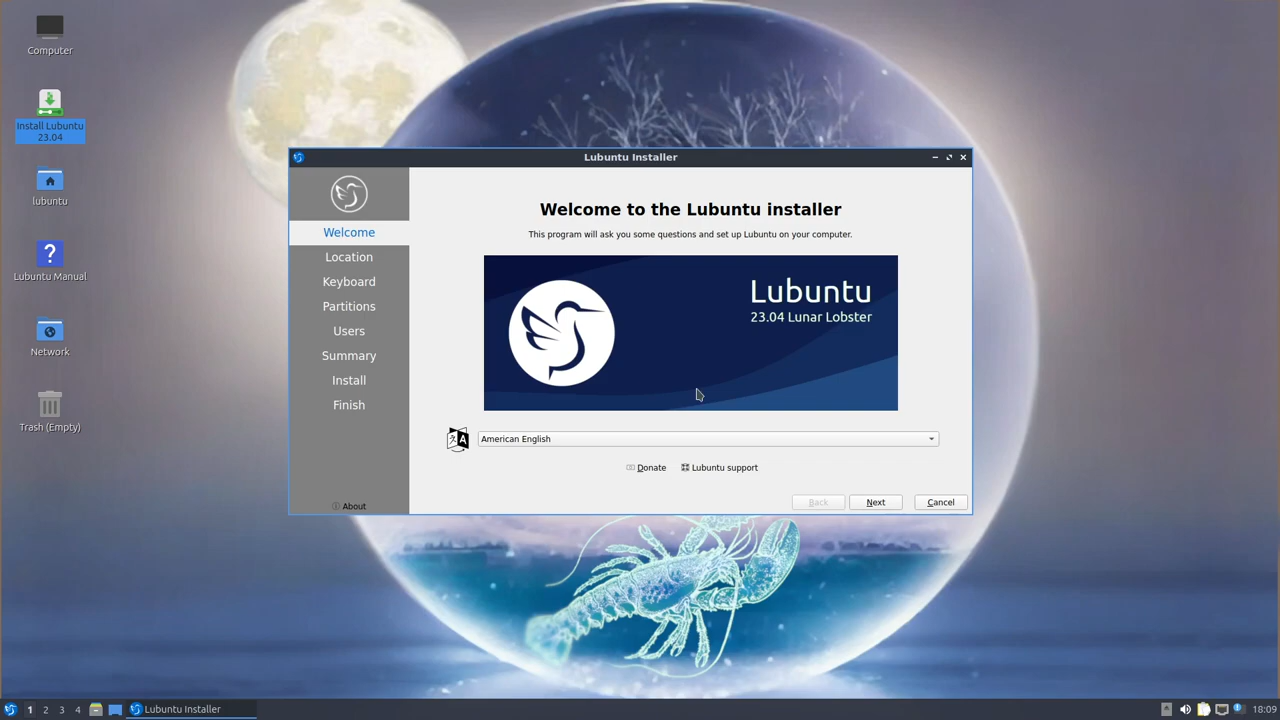 Computer
Install Lubuntu
23.04
lubuntu
Lubuntu Manual
Network
Trash (Empty)
Lubuntu Installer
Welcome
Location
Keyboard
Partitions
Users
Summary
Install
Finish
About
Welcome to the Lubuntu installer
This program will ask you some questions and set up Lubuntu on your computer.
Lubuntu
23.04 Lunar Lobster
American English
Donate Lubuntu support
Back Next Cancel
1 2 3 4 Lubuntu Installer 18:09